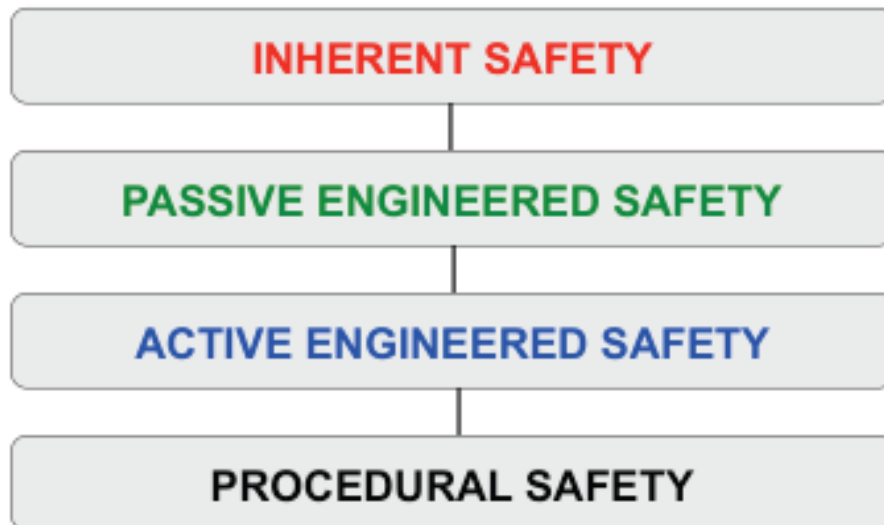 INHERENT SAFETY
PASSIVE ENGINEERED SAFETY
ACTIVE ENGINEERED SAFETY
PROCEDURAL SAFETY